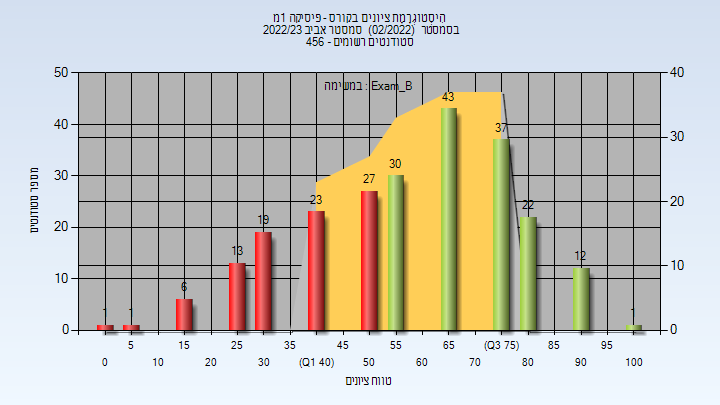 היסטוגרמת ציונים בקורס - פיסיקה 1מ
בסמסטר (02/2022) סמסטר אביב 2022/23
סטודנטים רשומים - 456
במשימה : Exam_B
50 40 30 20 10 0
40 30 20 10 0
מספר סטודנטים
1 1 6 13 19 23 27 30 43 37 22 12 1
5 15 25 35 45 55 65 (Q3 75) 85 95
0 10 20 30 (Q1 40) 50 60 70 80 90 100
טווח ציונים